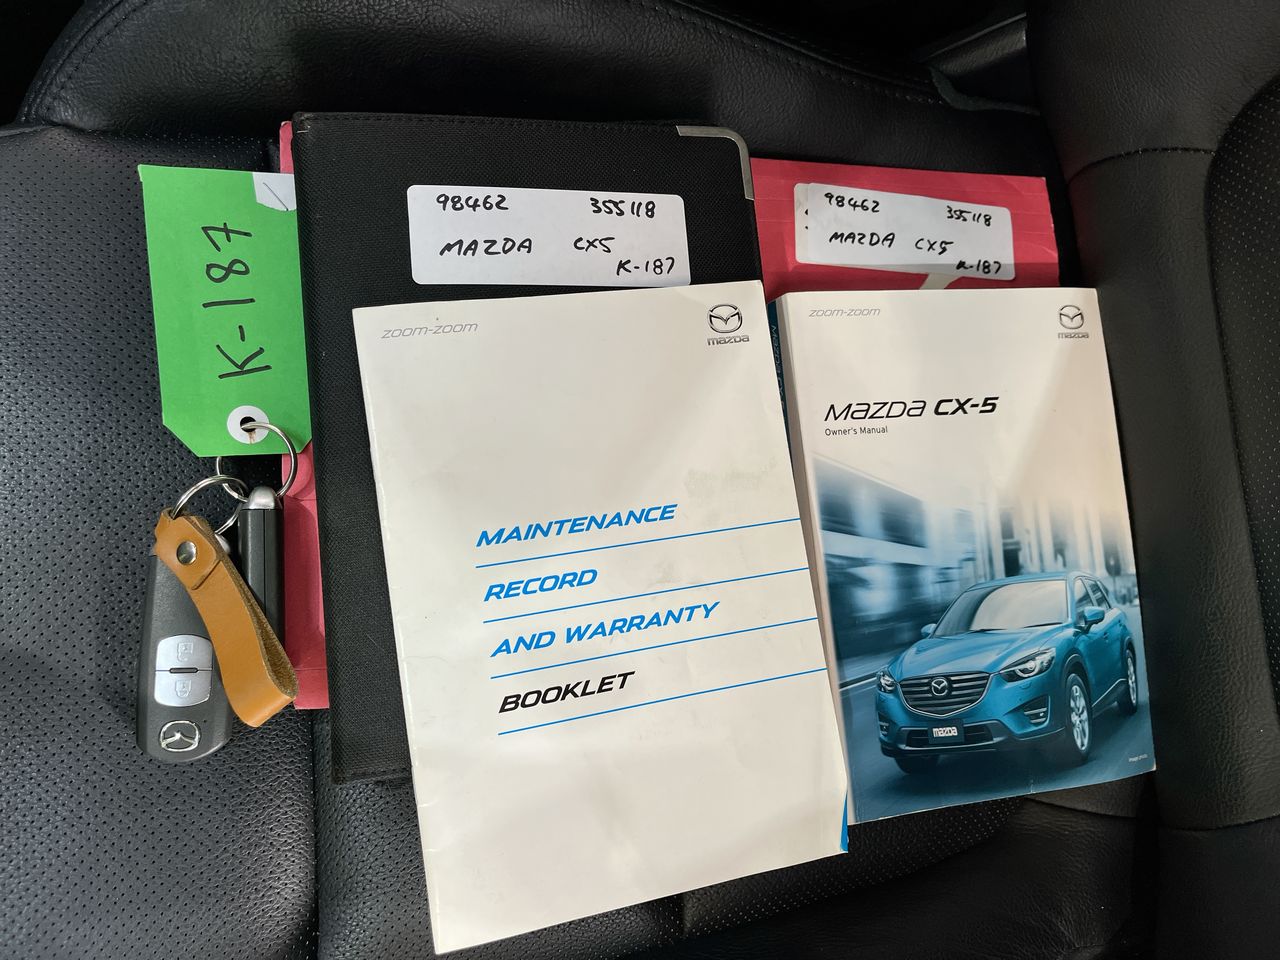 K-187
98462 355118
MAZDA CX5
K-187
98462 355118
MAZDA CX5
K-187
zoom-zoom
mazda
MAINTENANCE
RECORD
AND WARRANTY
BOOKLET
zoom-zoom
mazda
mazda CX-5
Owner's Manual
mazda